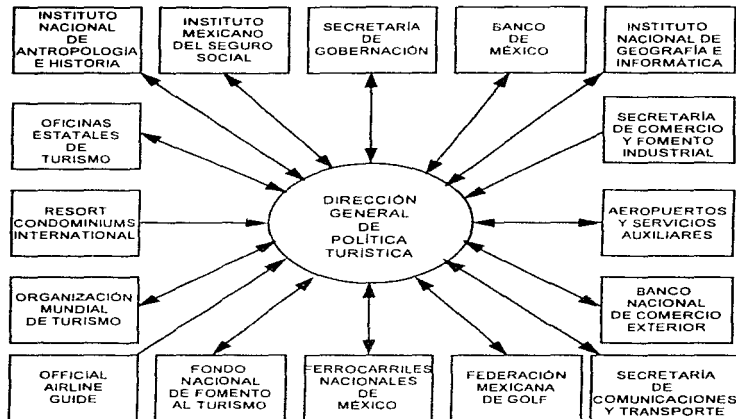 INSTITUTO
NACIONAL
DE
ANTROPOLOGÍA
E HISTORIA
INSTITUTO
MEXICANO
DEL SEGURO
SOCIAL
SECRETARÍA
DE
GOBERNACIÓN
BANCO
DE
MÉXICO
INSTITUTO
NACIONAL DE
GEOGRAFÍA E
INFORMÁTICA
OFICINAS
ESTATALES
DE
TURISMO
SECRETARÍA
DE COMERCIO
Y FOMENTO
INDUSTRIAL
RESORT
CONDOMINIUMS
INTERNATIONAL
DIRECCIÓN
GENERAL
DE
POLÍTICA
TURÍSTICA
AEROPUERTOS
Y SERVICIOS
AUXILIARES
ORGANIZACIÓN
MUNDIAL
DE TURISMO
BANCO
NACIONAL
DE COMERCIO
EXTERIOR
OFFICIAL
AIRLINE
GUIDE
FONDO
NACIONAL
DE FOMENTO
AL TURISMO
FERROCARRILES
NACIONALES
DE
MÉXICO
FEDERACIÓN
MEXICANA
DE GOLF
SECRETARÍA
DE
COMUNICACIONES
Y TRANSPORTE